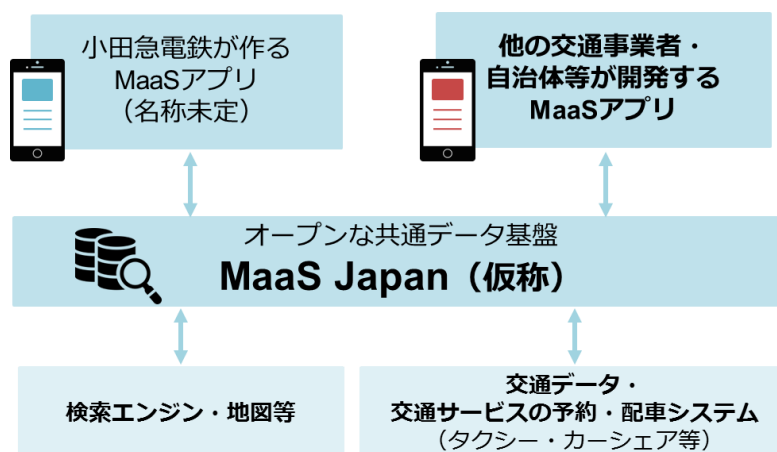 小田急電鉄が作る
MaaSアプリ
（名称未定）
他の交通事業者・
自治体等が開発する
MaaSアプリ
オープンな共通データ基盤
MaaS Japan（仮称）
検索エンジン・地図等
交通データ・
交通サービスの予約・配車システム
（タクシー・カーシェア等）